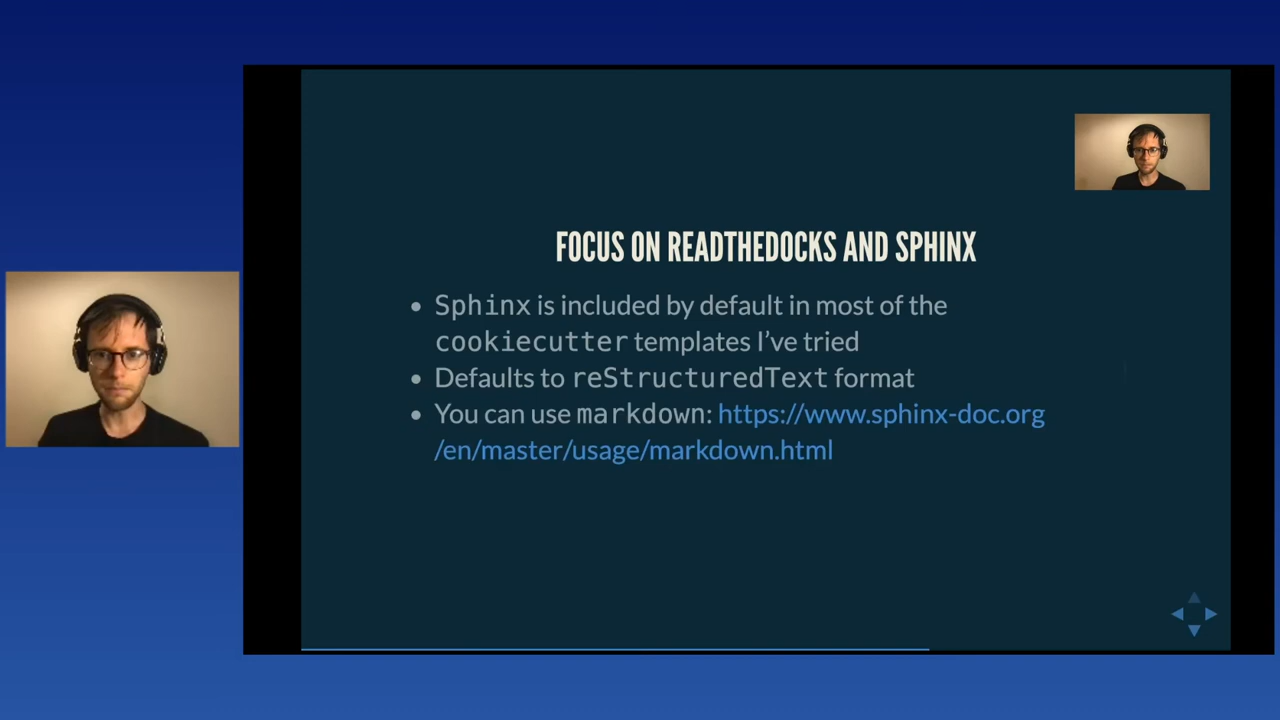 FOCUS ON READTHEDOCKS AND SPHINX
Sphinx is included by default in most of the
cookiecutter templates I’ve tried
Defaults to reStructuredText format
You can use markdown: https://www.sphinx-doc.org
/en/master/usage/markdown.html